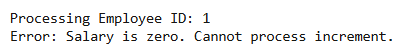 Processing Employee ID: 1
Error: Salary is zero. Cannot process increment.